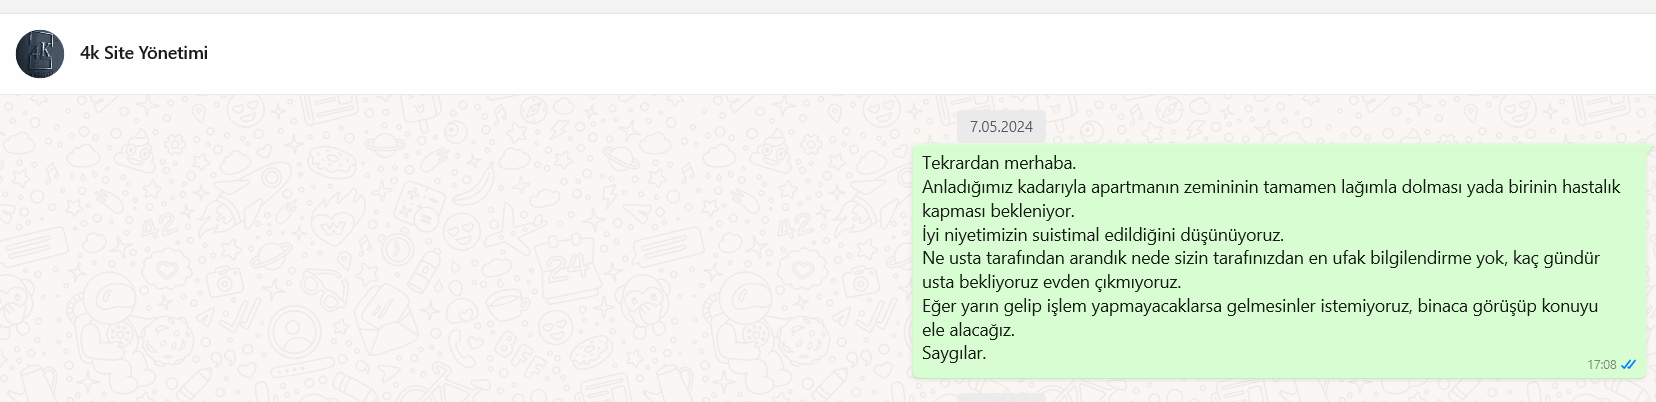 4k Site Yönetimi
7.05.2024
Tekrardan merhaba.
Anladığımız kadarıyla apartmanın zemininin tamamen lağımla dolması yada birinin hastalık
kapması bekleniyor.
İyi niyetimizin suistimal edildiğini düşünüyoruz.
Ne usta tarafından arandık nede sizin tarafınızdan en ufak bilgilendirme yok, kaç gündür
usta bekliyoruz evden çıkmıyoruz.
Eğer yarın gelip işlem yapmayacaklarsa gelmesinler istemiyoruz, binaca görüşüp konuyu
ele alacağız.
Saygılar.
17:08